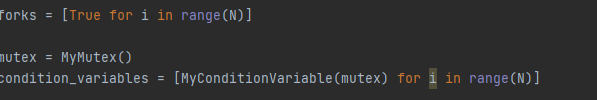 forks = [True for i in range(N)]
mutex = MyMutex()
condition_variables = [MyConditionVariable(mutex) for i in range(N)]